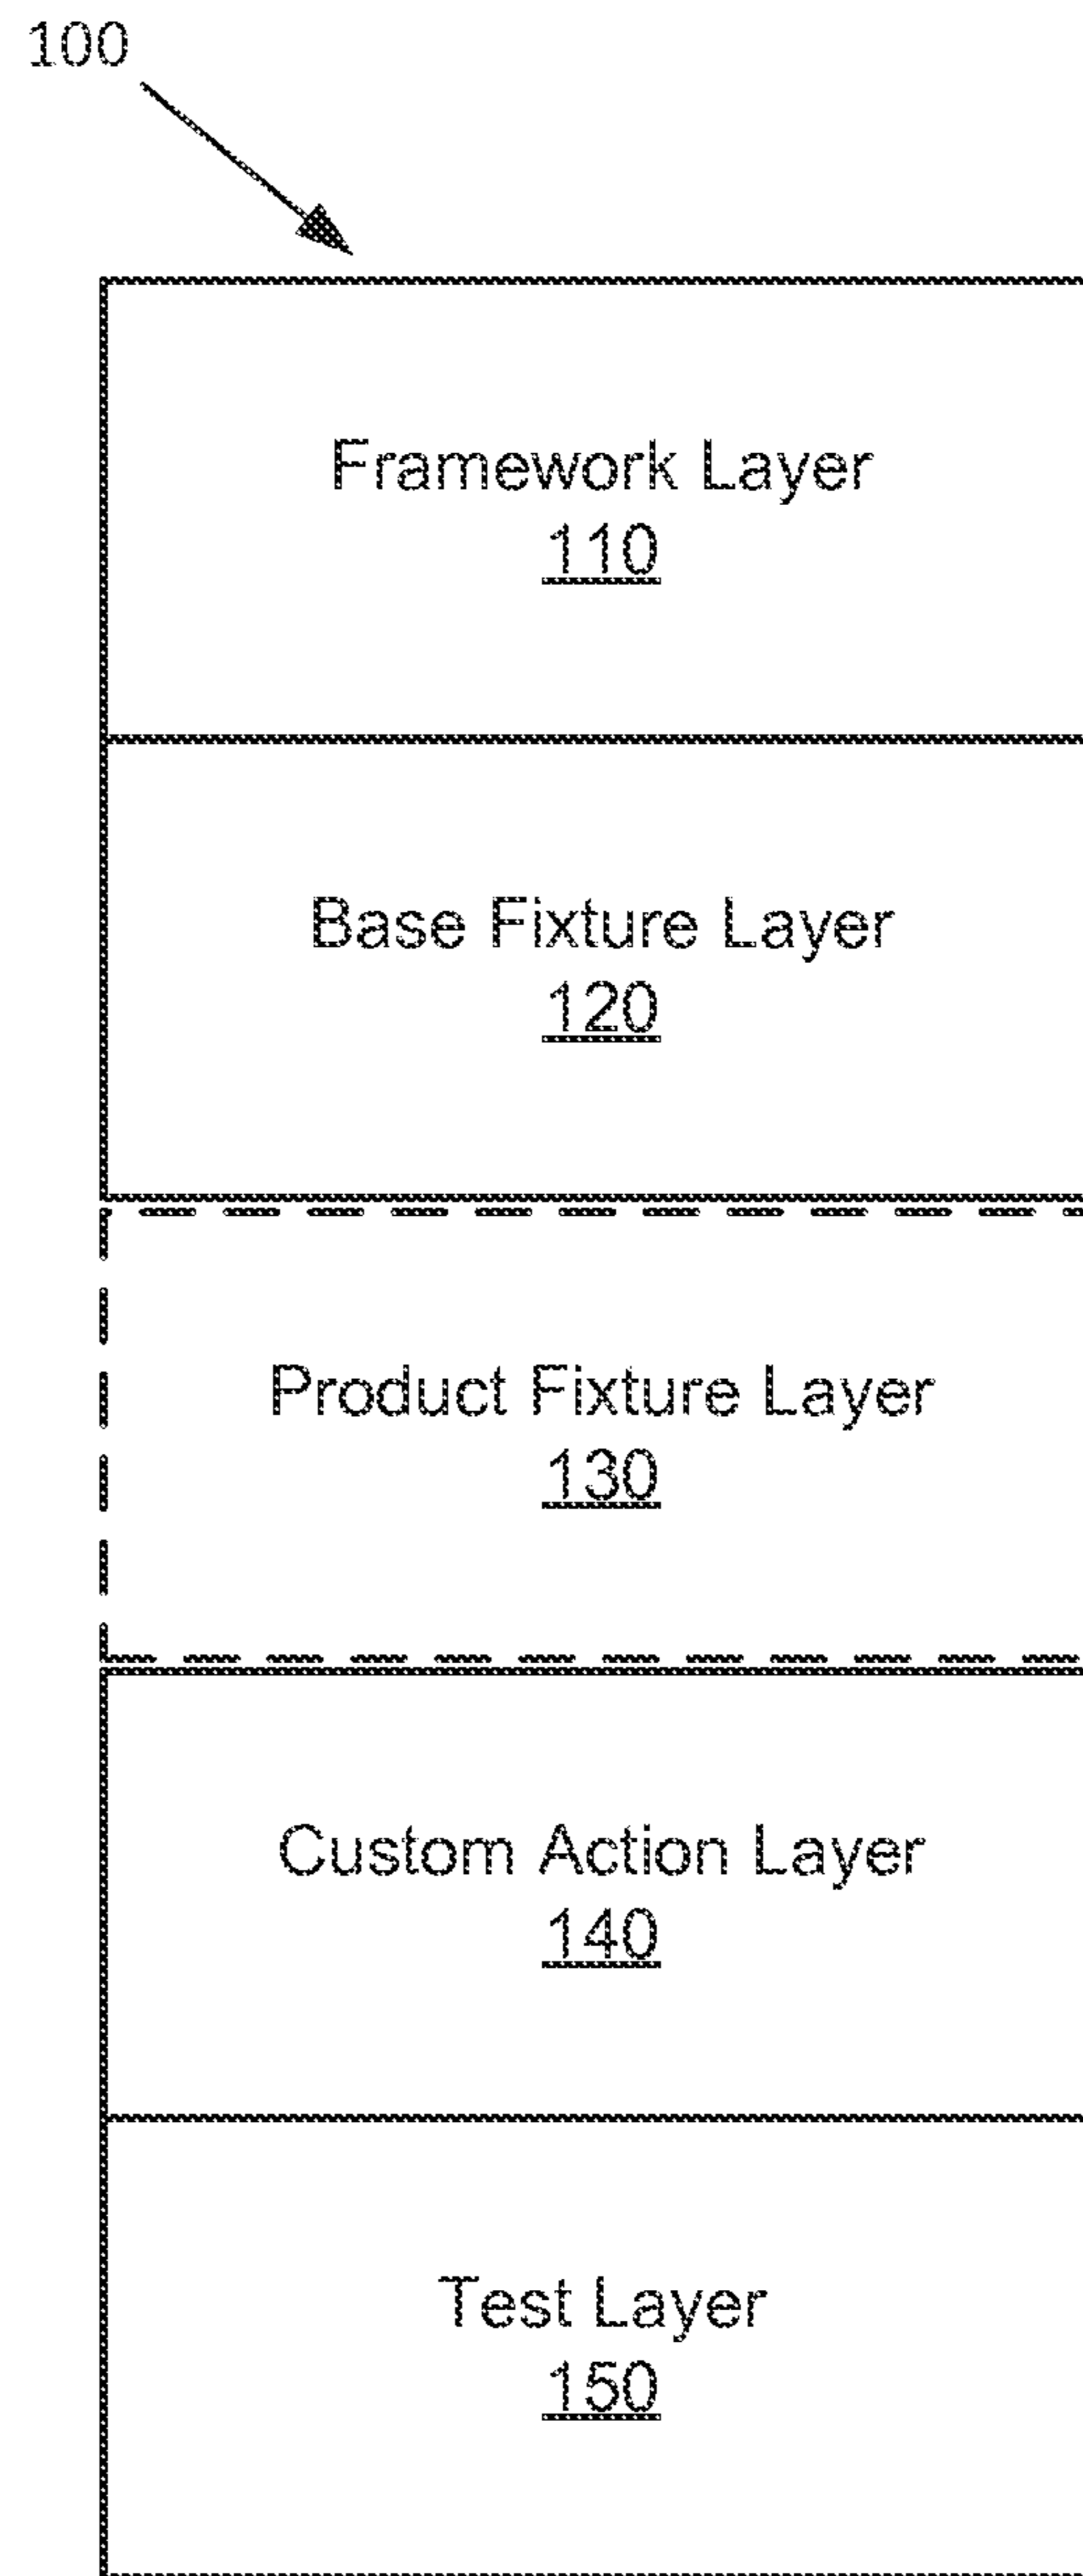 100
Framework Layer
110
Base Fixture Layer
120
Product Fixture Layer
130
Custom Action Layer
140
Test Layer
150